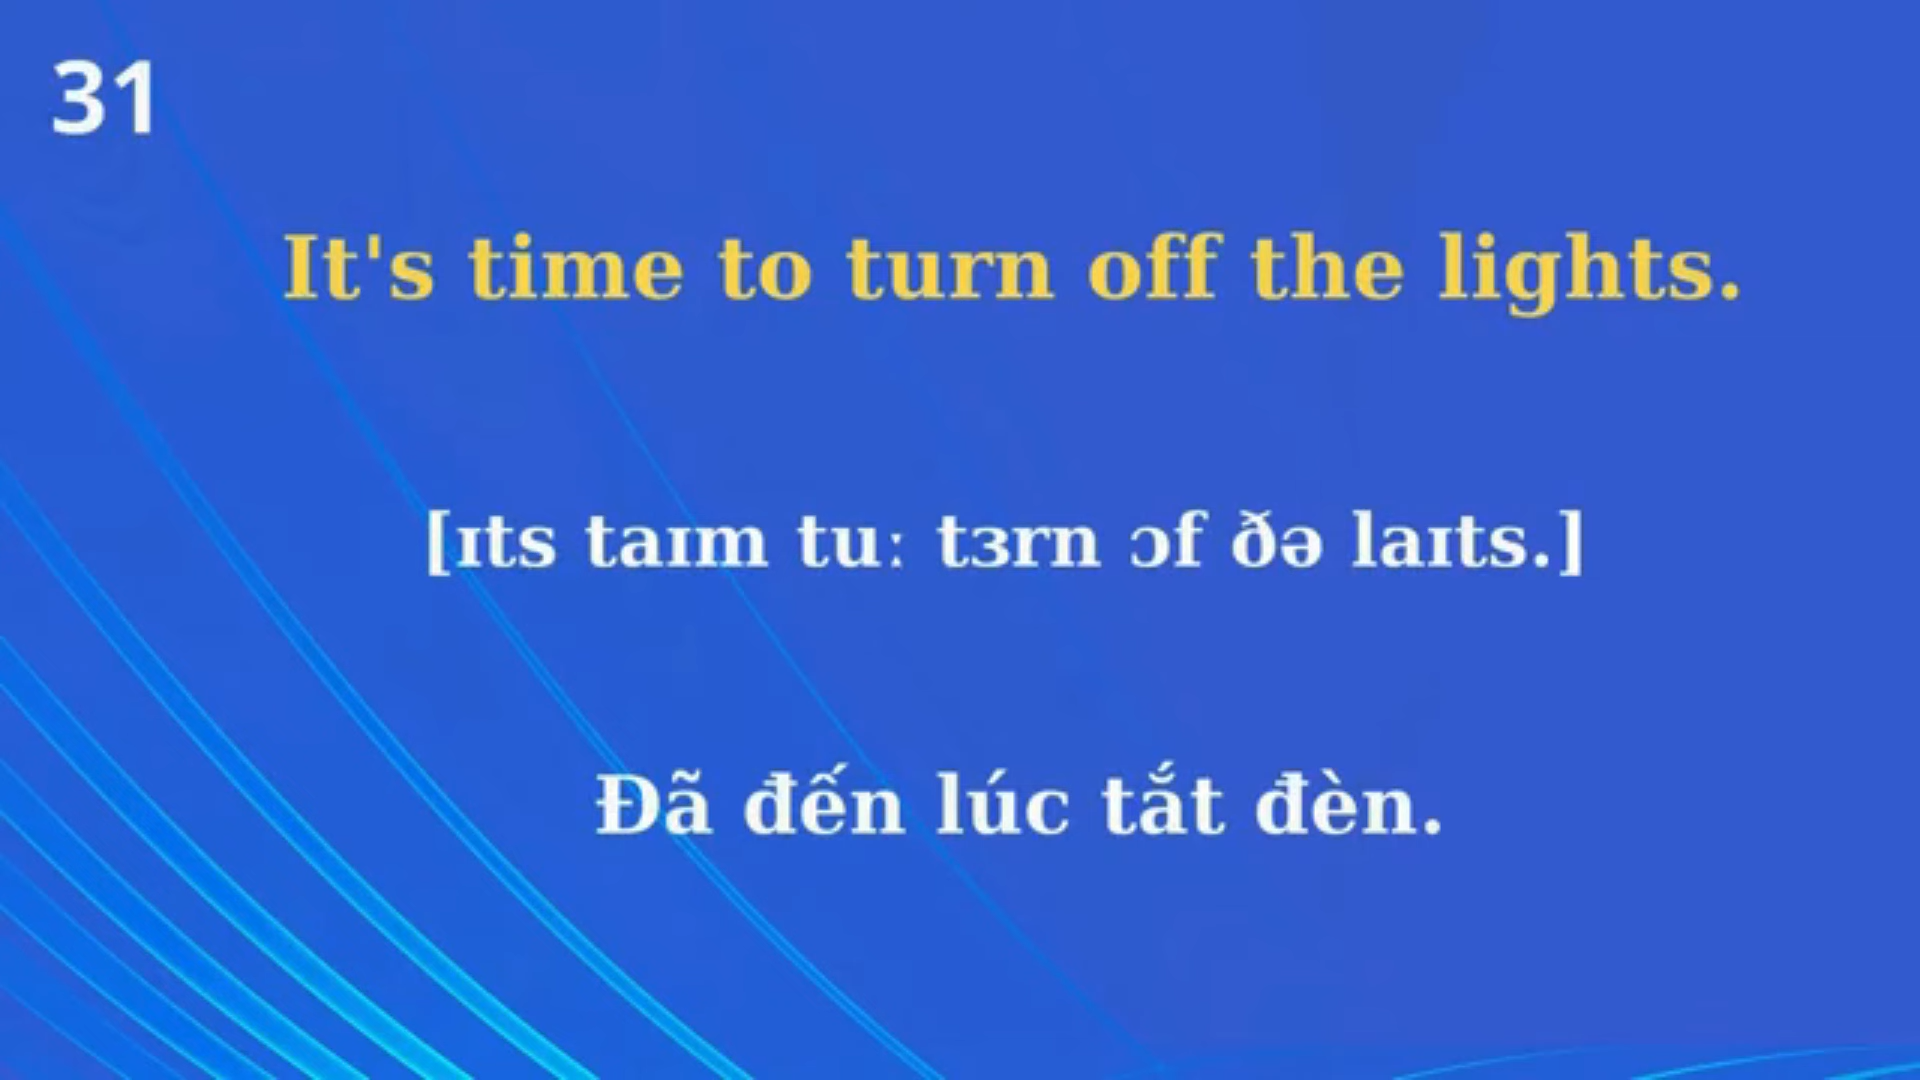 31
It's time to turn off the lights.
[ɪts taɪm tuː tɜrn ɔf ðə laɪts.]
Đã đến lúc tắt đèn.